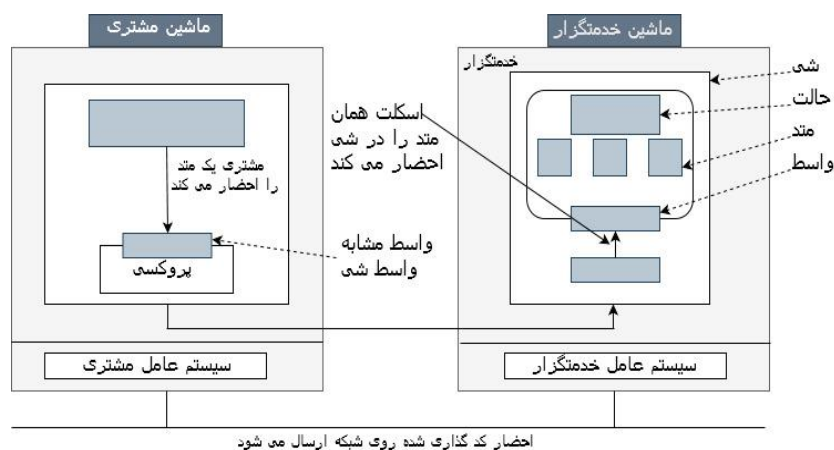 ماشین مشتری
ماشین خدمتگزار
خدمتگزار
شی
حالت
متد
واسط
اسکلت همان
متد را در شی
احضار می کند
مشتری یک متد
را احضار می کند
واسط مشابه
واسط شی
پروکسی
سیستم عامل مشتری
سیستم عامل خدمتگزار
احضار کد گذاری شده روی شبکه ارسال می شود